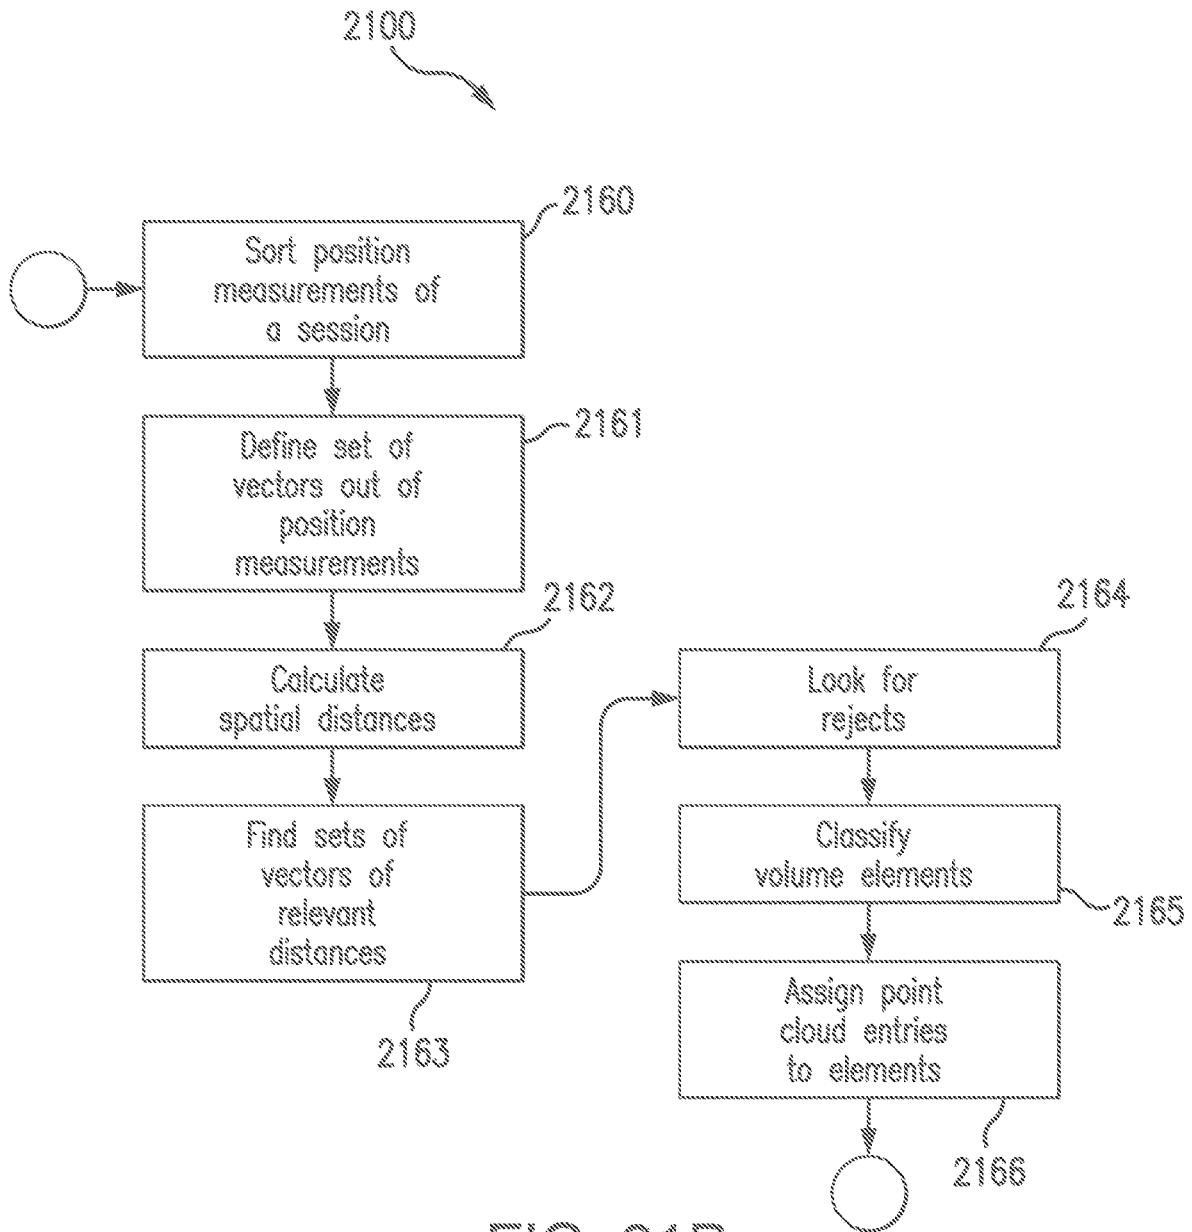 2100
2160
Sort position
measurements of
a session
2161
Define set of
vectors out of
position
measurements
2162
Calculate
spatial distances
Find sets of
vectors of
relevant
distances
2163
2164
Look for
rejects
Classify
volume elements
2165
Assign point
cloud entries
to elements
2166